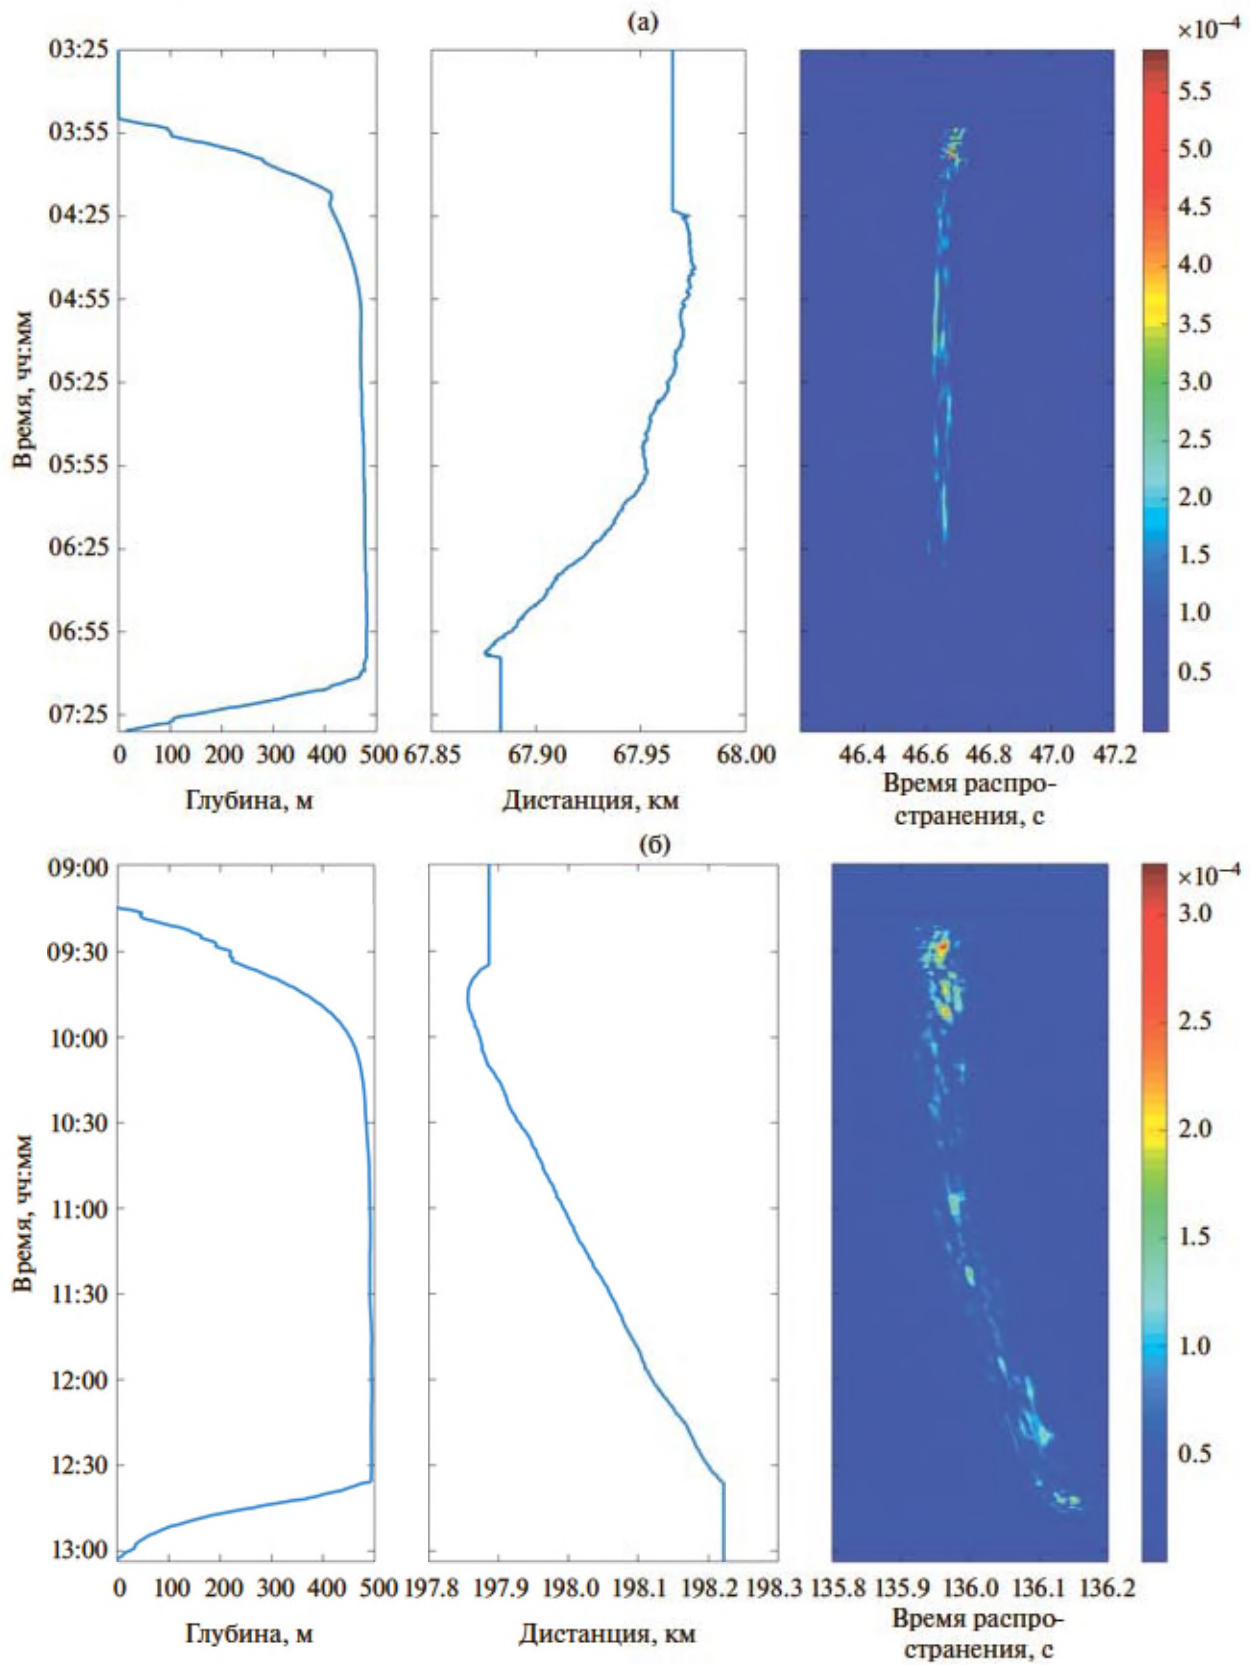 (а)
×10–4
03:25
03:55
04:25
04:55
05:25
05:55
06:25
06:55
07:25
Время, чч:мм
5.5
5.0
4.5
4.0
3.5
3.0
2.5
2.0
1.5
1.0
0.5
0 100 200 300 400 500
67.85 67.90 67.95 68.00
46.4 46.6 46.8 47.0 47.2
Глубина, м
Дистанция, км
Время распро-
странения, с
(б)
×10–4
09:00
09:30
10:00
10:30
11:00
11:30
12:00
12:30
13:00
Время, чч:мм
3.0
2.5
2.0
1.5
1.0
0.5
0 100 200 300 400 500
197.8 197.9 198.0 198.1 198.2 198.3
135.8 135.9 136.0 136.1 136.2
Глубина, м
Дистанция, км
Время распро-
странения, с